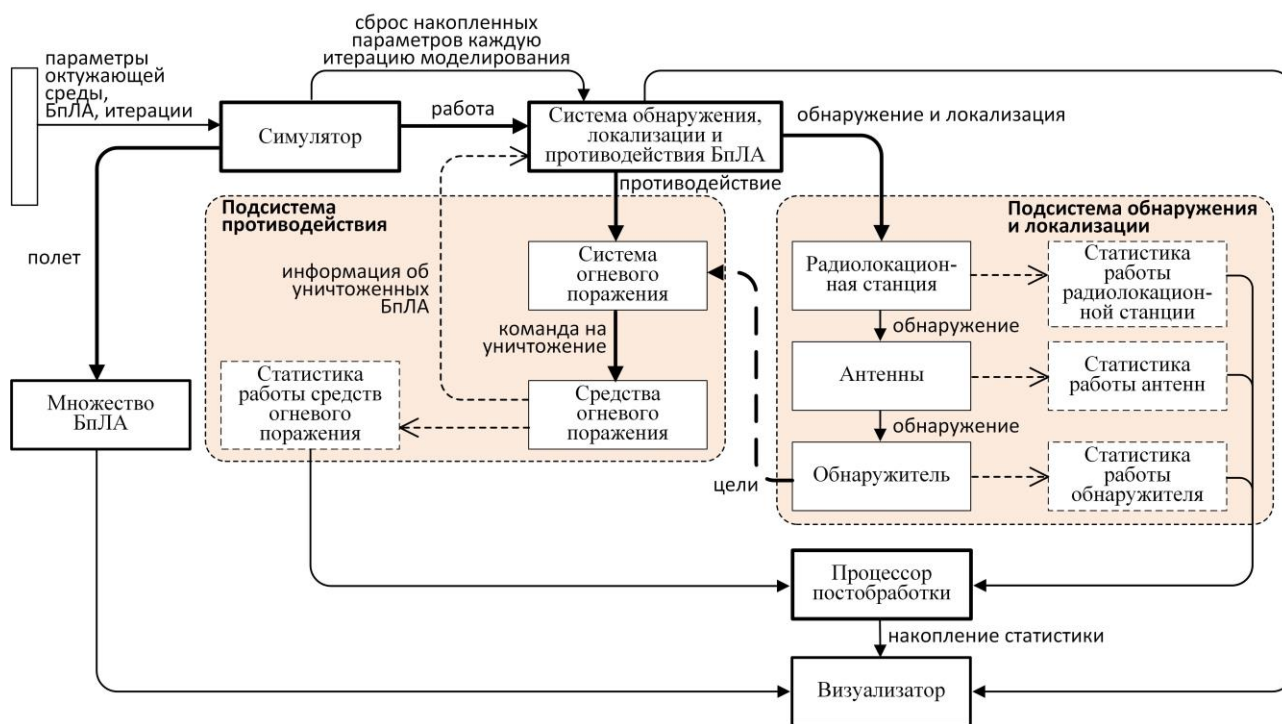 сброс накопленных
параметров каждую
итерацию моделирования
параметры
октужающей
среды,
БпЛА, итерации
Симулятор
работа
Система обнаружения,
локализации и
противодействия БпЛА
обнаружение и локализация
противодействие
Подсистема
противодействия
Подсистема обнаружения
и локализации
полет
информация об
уничтоженных
БпЛА
Система
огневого
поражения
Радиолокацион-
ная станция
Статистика
работы
радиолокацион-
ной станции
команда на
уничтожение
обнаружение
Антенны
Статистика
работы антенн
Множество
БпЛА
Статистика
работы средств
огневого
поражения
Средства
огневого
поражения
обнаружение
цели
Обнаружитель
Статистика
работы
обнаружителя
Процессор
постобработки
накопление статистики
Визуализатор